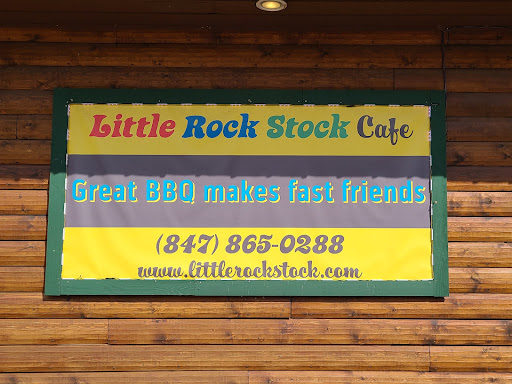 Little Rock Stock Cafe
Great BBQ makes fast friends
(847) 865-0288
www.littlerockstock.com